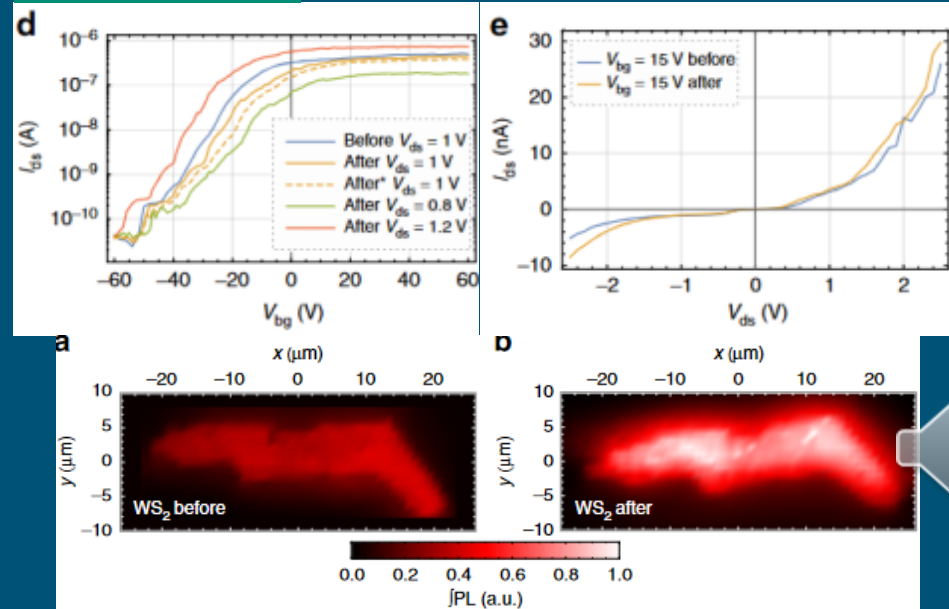 d
10⁻⁶
10⁻⁷
10⁻⁸
10⁻⁹
10⁻¹⁰
I_ds (A)
Before V_ds = 1 V
After V_ds = 1 V
After* V_ds = 1 V
After V_ds = 0.8 V
After V_ds = 1.2 V
−60 −40 −20 0 20 40 60
V_bg (V)
e
30
20
10
0
−10
I_ds (nA)
V_bg = 15 V before
V_bg = 15 V after
−2 −1 0 1 2
V_ds (V)
a
x (μm)
−20 −10 0 10 20
10
5
0
−5
−10
y (μm)
WS₂ before
b
x (μm)
−20 −10 0 10 20
10
5
0
−5
−10
y (μm)
WS₂ after
0.0 0.2 0.4 0.6 0.8 1.0
∫PL (a.u.)